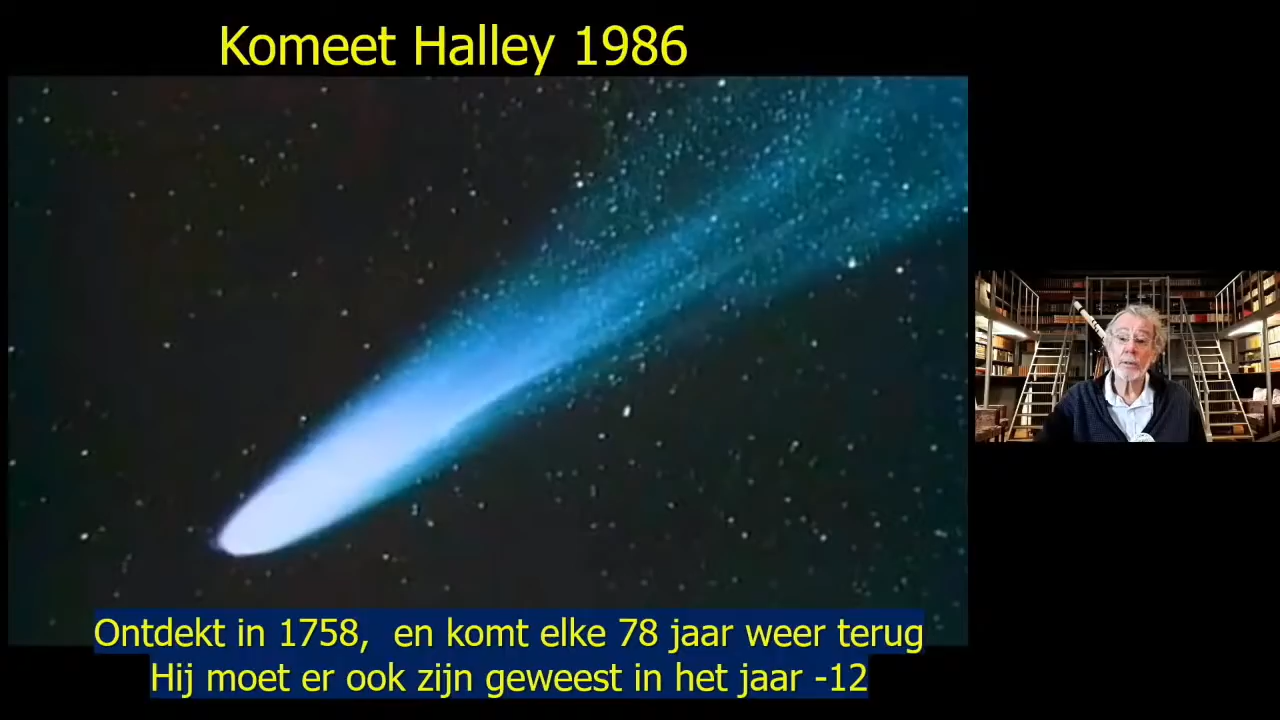 Komeet Halley 1986
Ontdekt in 1758, en komt elke 78 jaar weer terug
Hij moet er ook zijn geweest in het jaar -12